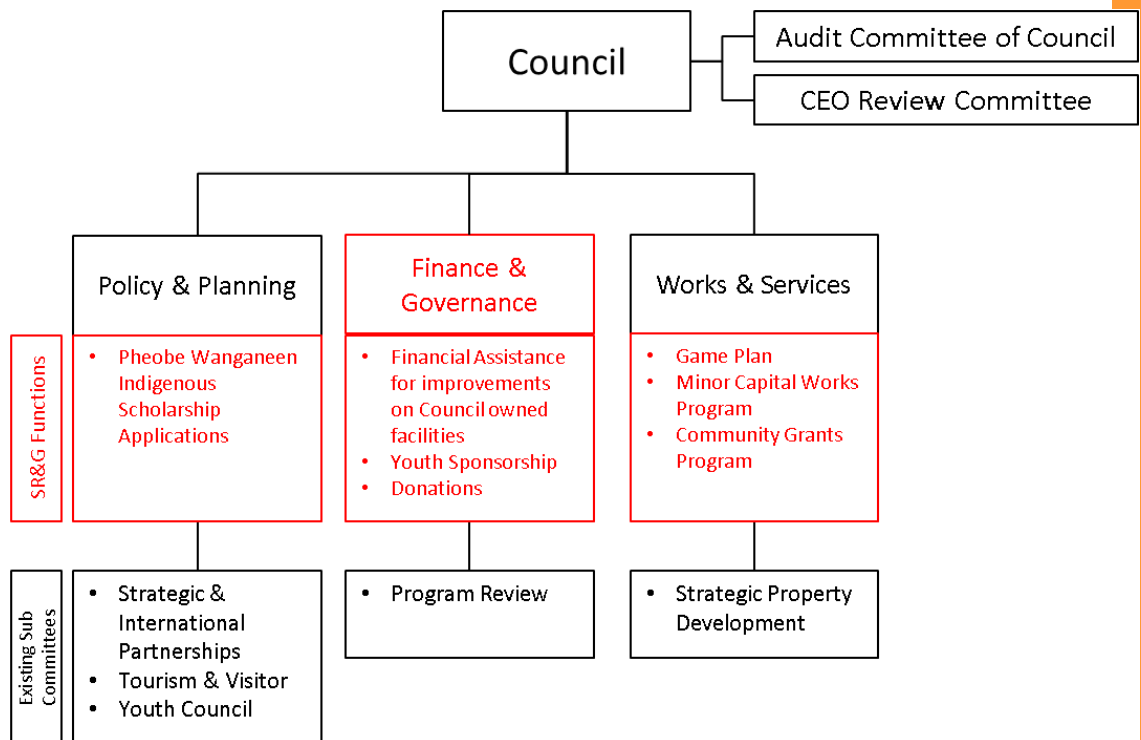 Council
Audit Committee of Council
CEO Review Committee
Policy & Planning
Finance &
Governance
Works & Services
SR&G Functions
• Pheobe Wanganeen
Indigenous
Scholarship
Applications
• Financial Assistance
for improvements
on Council owned
facilities
• Youth Sponsorship
• Donations
• Game Plan
• Minor Capital Works
Program
• Community Grants
Program
Existing Sub
Committees
• Strategic &
International
Partnerships
• Tourism & Visitor
• Youth Council
• Program Review
• Strategic Property
Development